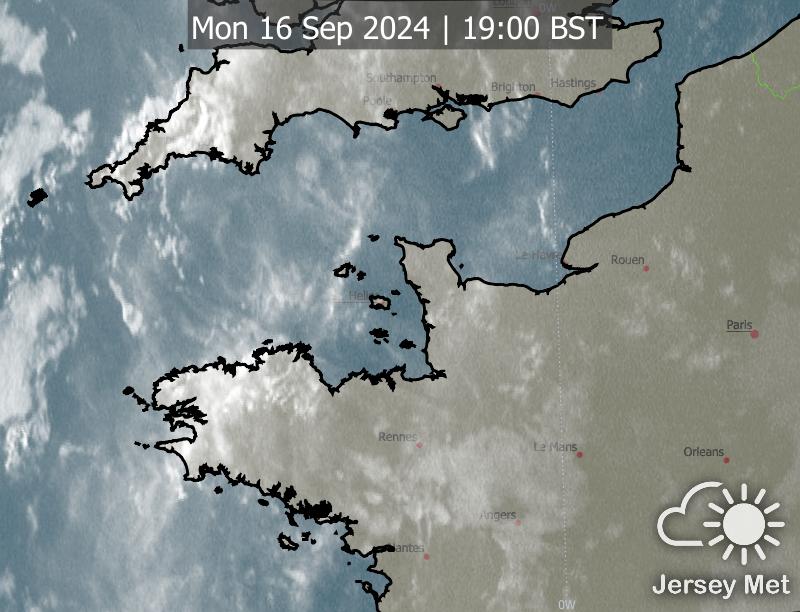 Mon 16 Sep 2024 | 19:00 BST
0W
Southampton
Brighton
Hastings
Poole
Le Havre
Rouen
Paris
Rennes
Le Mans
Orleans
Angers
Nantes
0W
Jersey Met